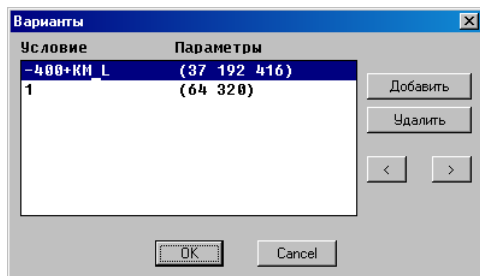 Варианты
Условие Параметры
-400+KM_L (37 192 416)
1 (64 320)
Добавить
Удалить
< >
OK Cancel